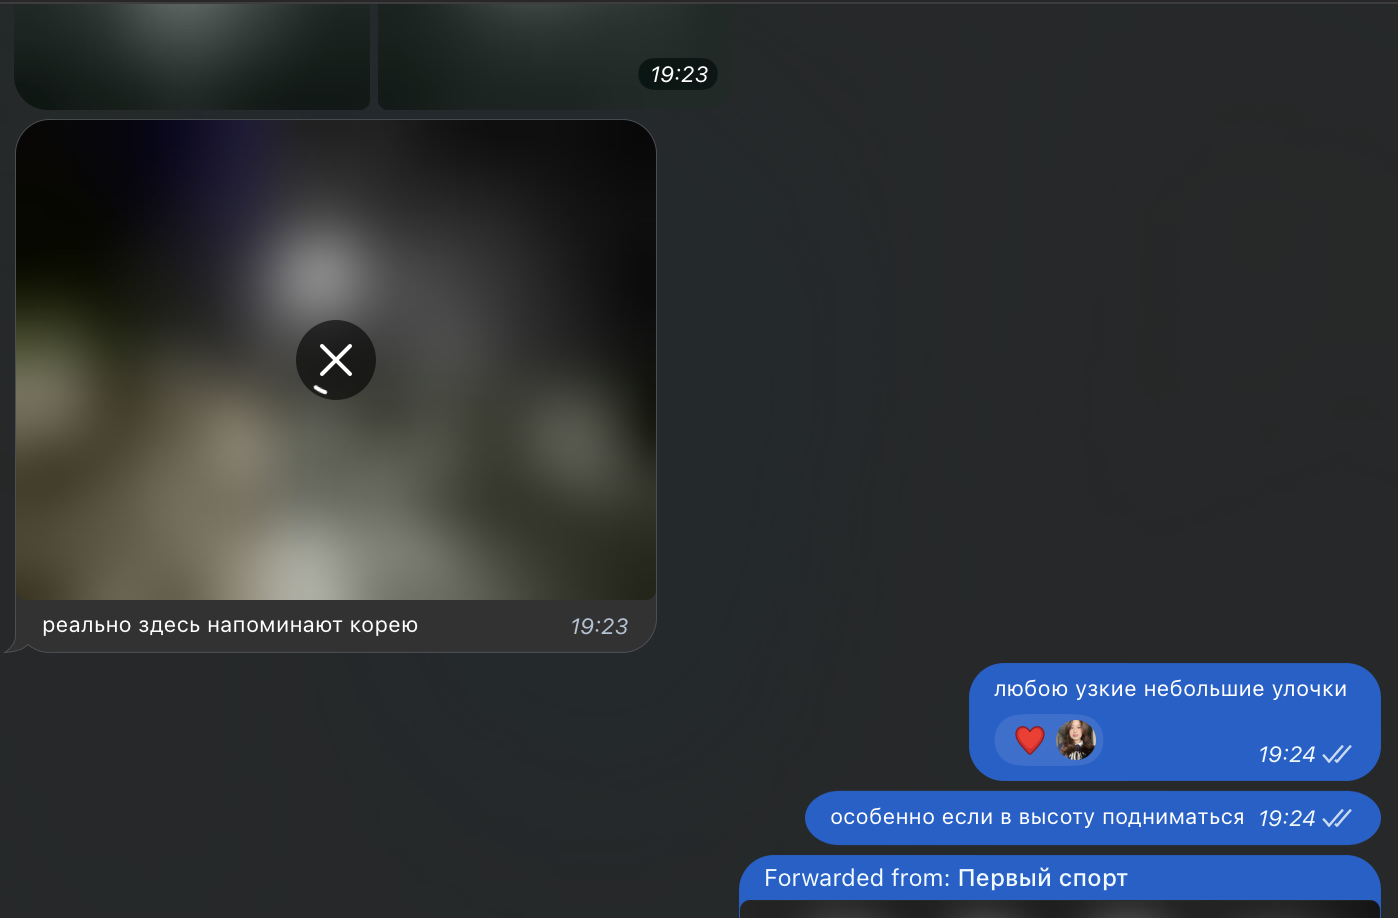 19:23
реально здесь напоминают корею 19:23
любою узкие небольшие улочки
19:24
особенно если в высоту подниматься 19:24
Forwarded from: Первый спорт